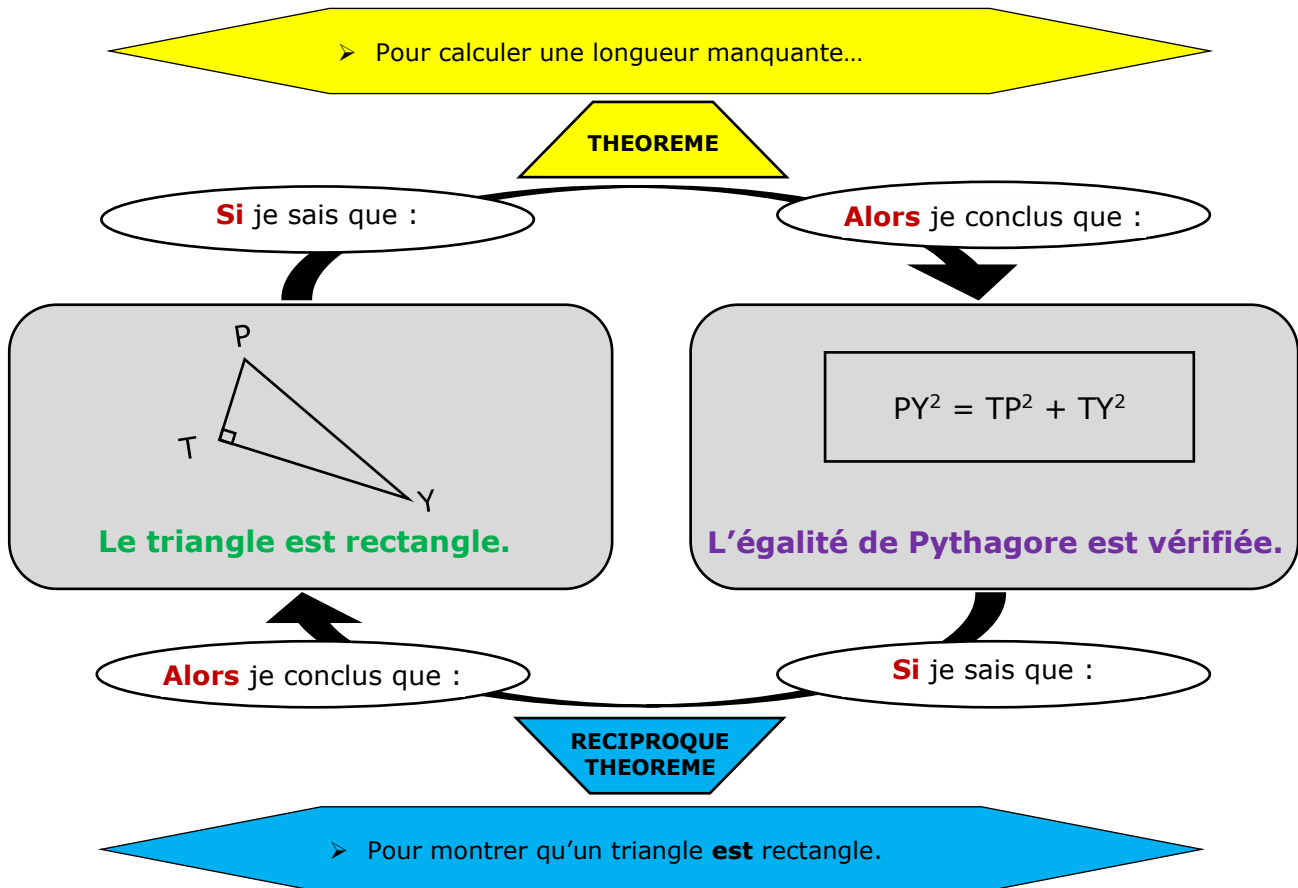 ➢ Pour calculer une longueur manquante…
THEOREME
Si je sais que :
Alors je conclus que :
P
T
Y
Le triangle est rectangle.
PY² = TP² + TY²
L’égalité de Pythagore est vérifiée.
Alors je conclus que :
Si je sais que :
RECIPROQUE
THEOREME
➢ Pour montrer qu’un triangle est rectangle.